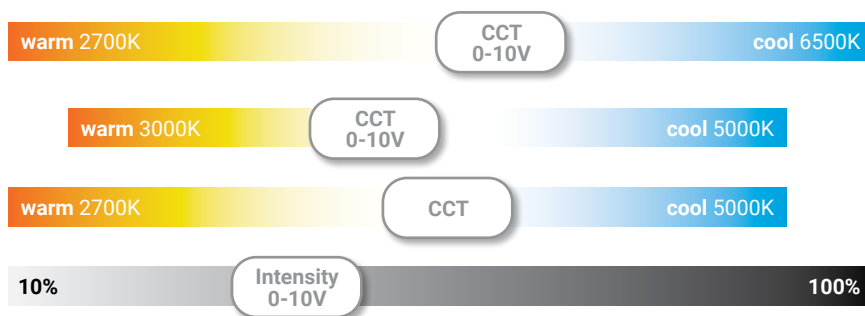 warm 2700K CCT 0-10V cool 6500K
warm 3000K CCT 0-10V cool 5000K
warm 2700K CCT cool 5000K
10% Intensity 0-10V 100%